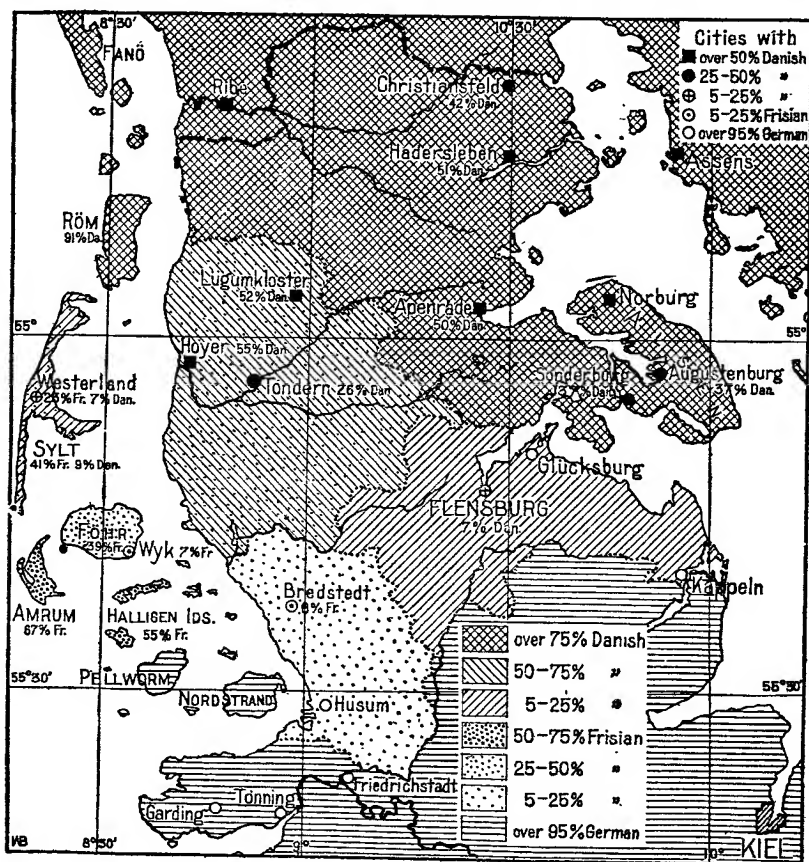 8°30'
10°30
FANÖ
Cities with
over 50% Danish
25-50% "
5-25% "
5-25% Frisian
over 95% German
Ribe
Christiansfeld
42% Dan.
Hadersleben
51% Dan.
Assens
RÖM
91% Da.
Lügumkloster
52% Dan.
Apenrade
50% Dan.
Norburg
55°
55°
Hoyer 55% Dan.
Tondern 26% Dan
Sonderburg
Augustenburg
37% Dan.
Westerland
7% Dan.
SYLT
41% Fr. 9% Dan.
Glücksburg
FLENSBURG
7% Dan.
FÖHR
Wyk 7% Fr
Bredstedt
6% Fr.
Kappeln
AMRUM
67% Fr.
HALLIGEN IDS.
55% Fr.
over 75% Danish
50-75% "
5-25% "
50-75% Frisian
25-50% "
5-25% "
over 95% German
PELLWORM
55°30'
55°30
NORDSTRAND
Husum
Friedrichstadt
Garding
Tönning
WB
8°30'
9°
10°
KIEL